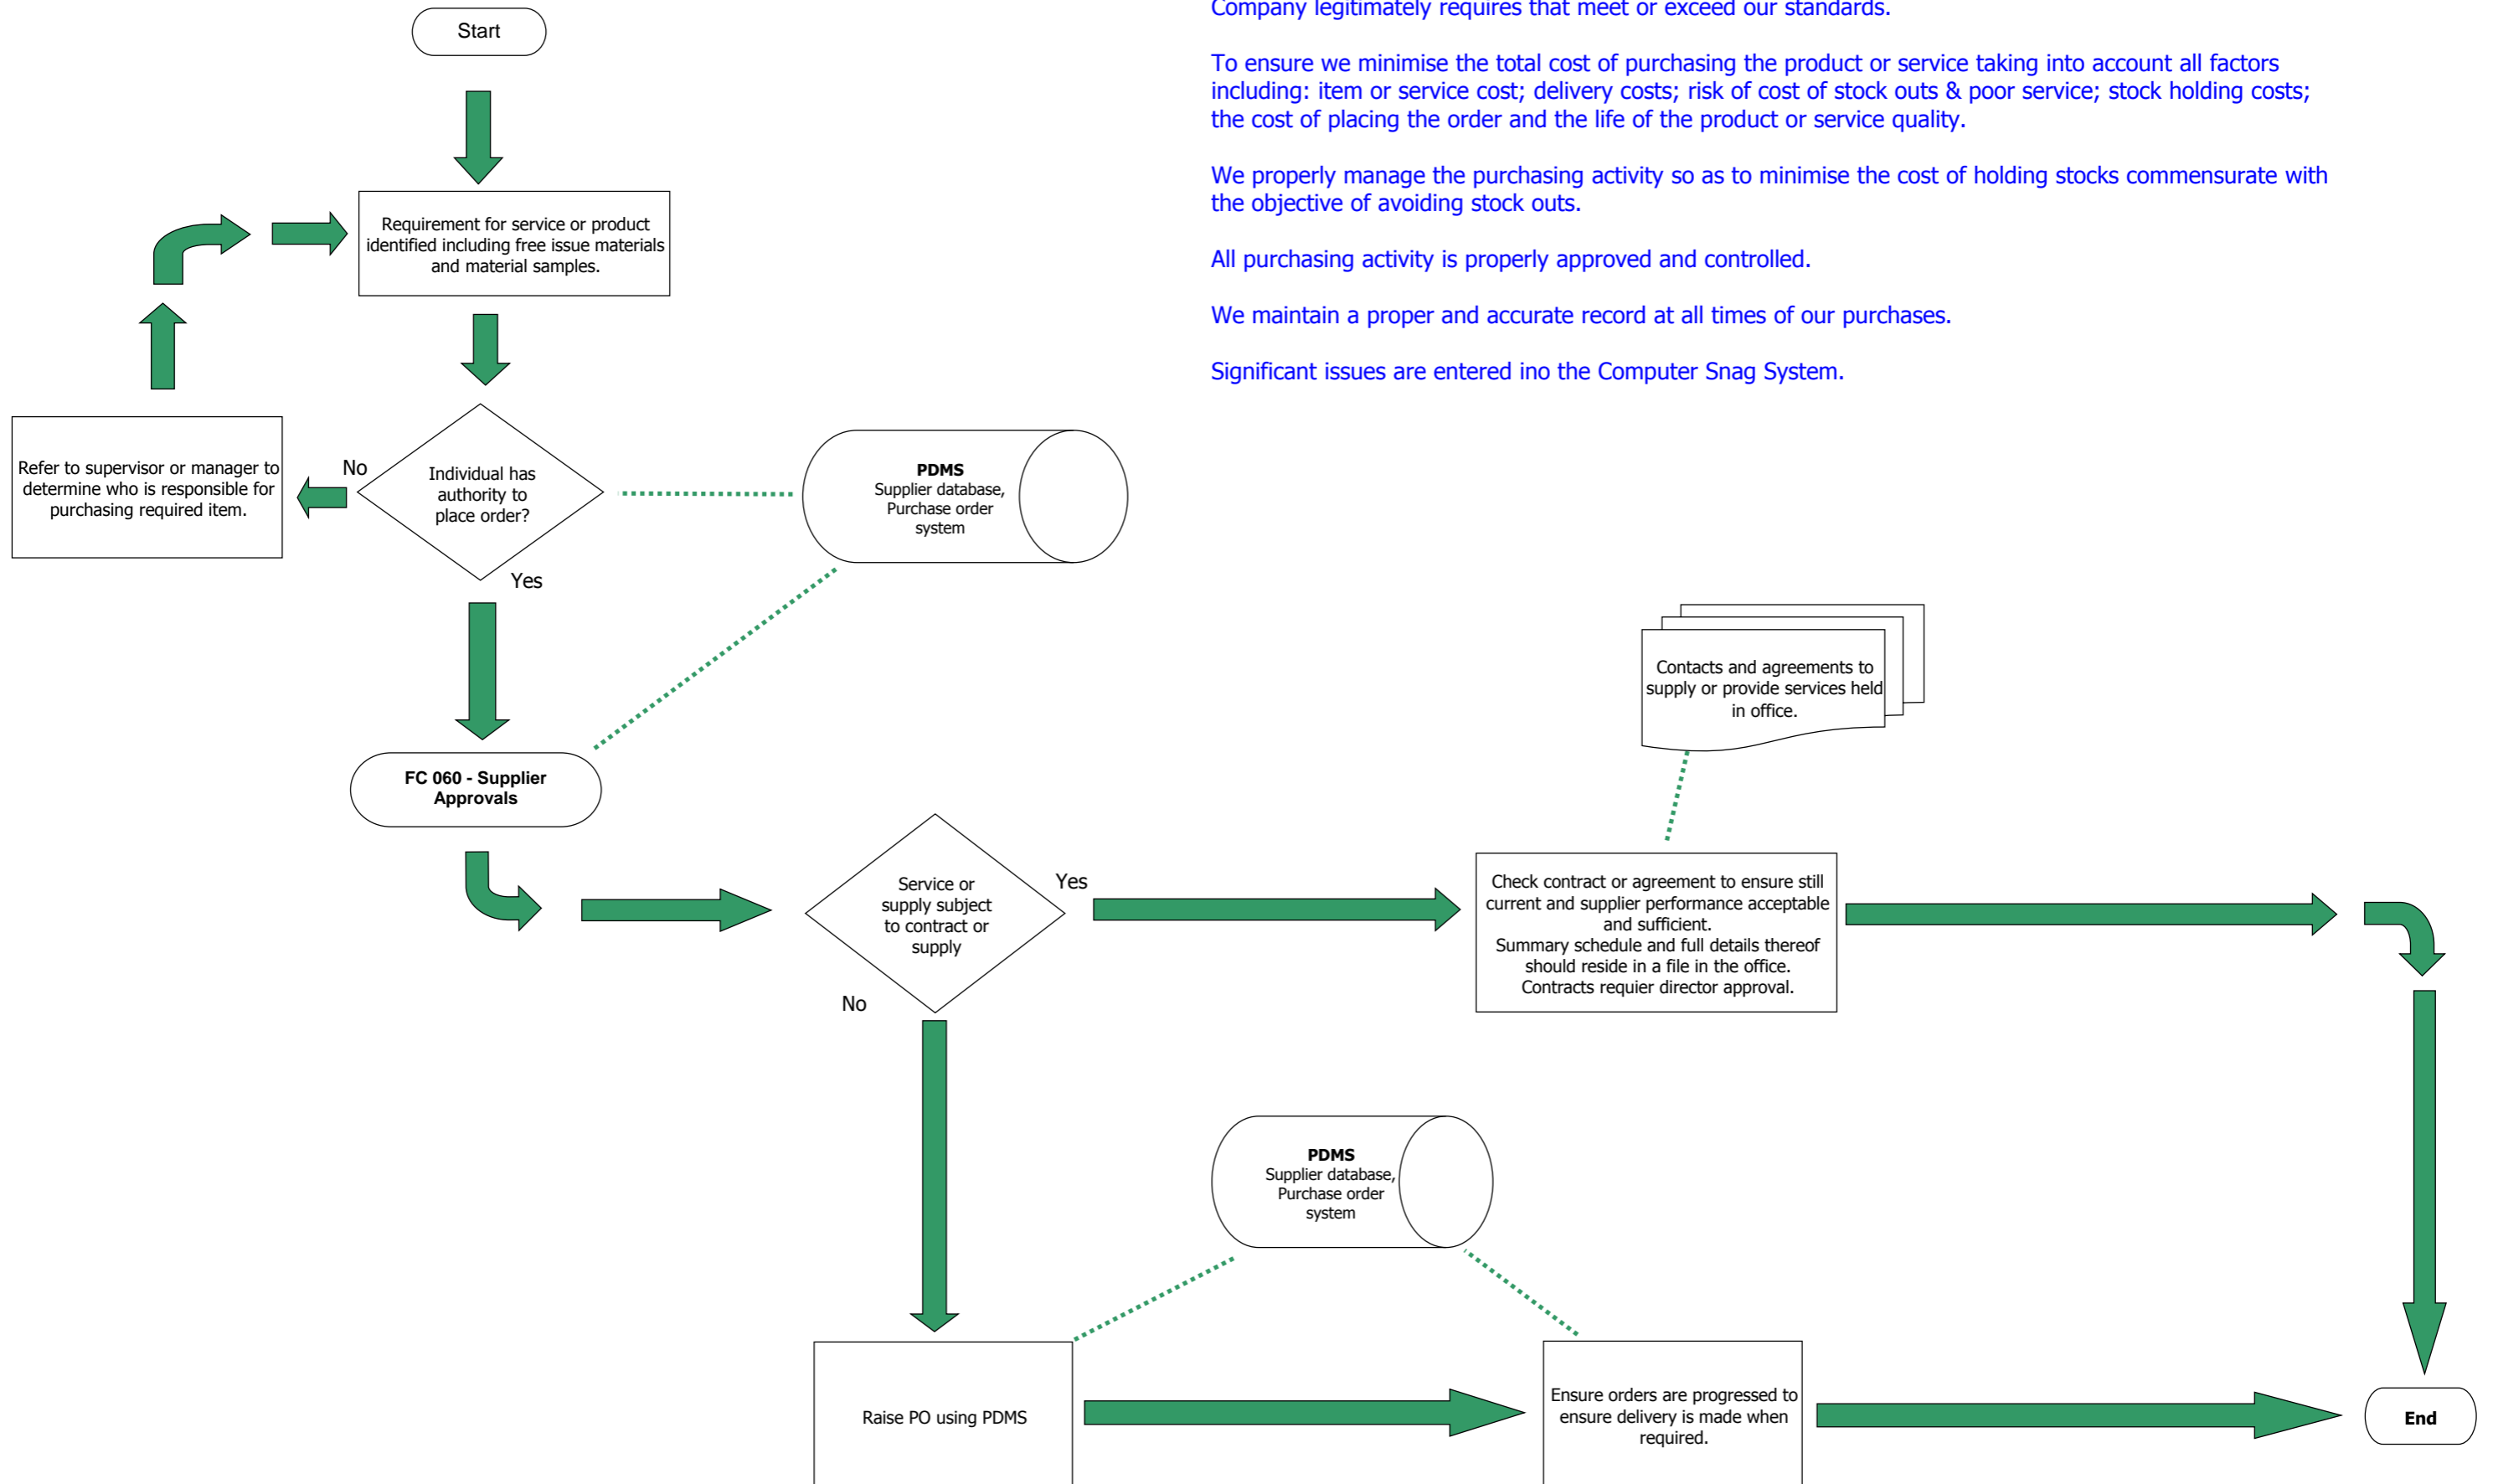 Company legitimately requires that meet or exceed our standards.
To ensure we minimise the total cost of purchasing the product or service taking into account all factors
including: item or service cost; delivery costs; risk of cost of stock outs & poor service; stock holding costs;
the cost of placing the order and the life of the product or service quality.
We properly manage the purchasing activity so as to minimise the cost of holding stocks commensurate with
the objective of avoiding stock outs.
All purchasing activity is properly approved and controlled.
We maintain a proper and accurate record at all times of our purchases.
Significant issues are entered ino the Computer Snag System.
Start
Requirement for service or product
identified including free issue materials
and material samples.
Refer to supervisor or manager to
determine who is responsible for
purchasing required item.
No
Individual has
authority to
place order?
Yes
PDMS
Supplier database,
Purchase order
system
FC 060 - Supplier
Approvals
Service or
supply subject
to contract or
supply
Yes
No
Contacts and agreements to
supply or provide services held
in office.
Check contract or agreement to ensure still
current and supplier performance acceptable
and sufficient.
Summary schedule and full details thereof
should reside in a file in the office.
Contracts requier director approval.
PDMS
Supplier database,
Purchase order
system
Raise PO using PDMS
Ensure orders are progressed to
ensure delivery is made when
required.
End